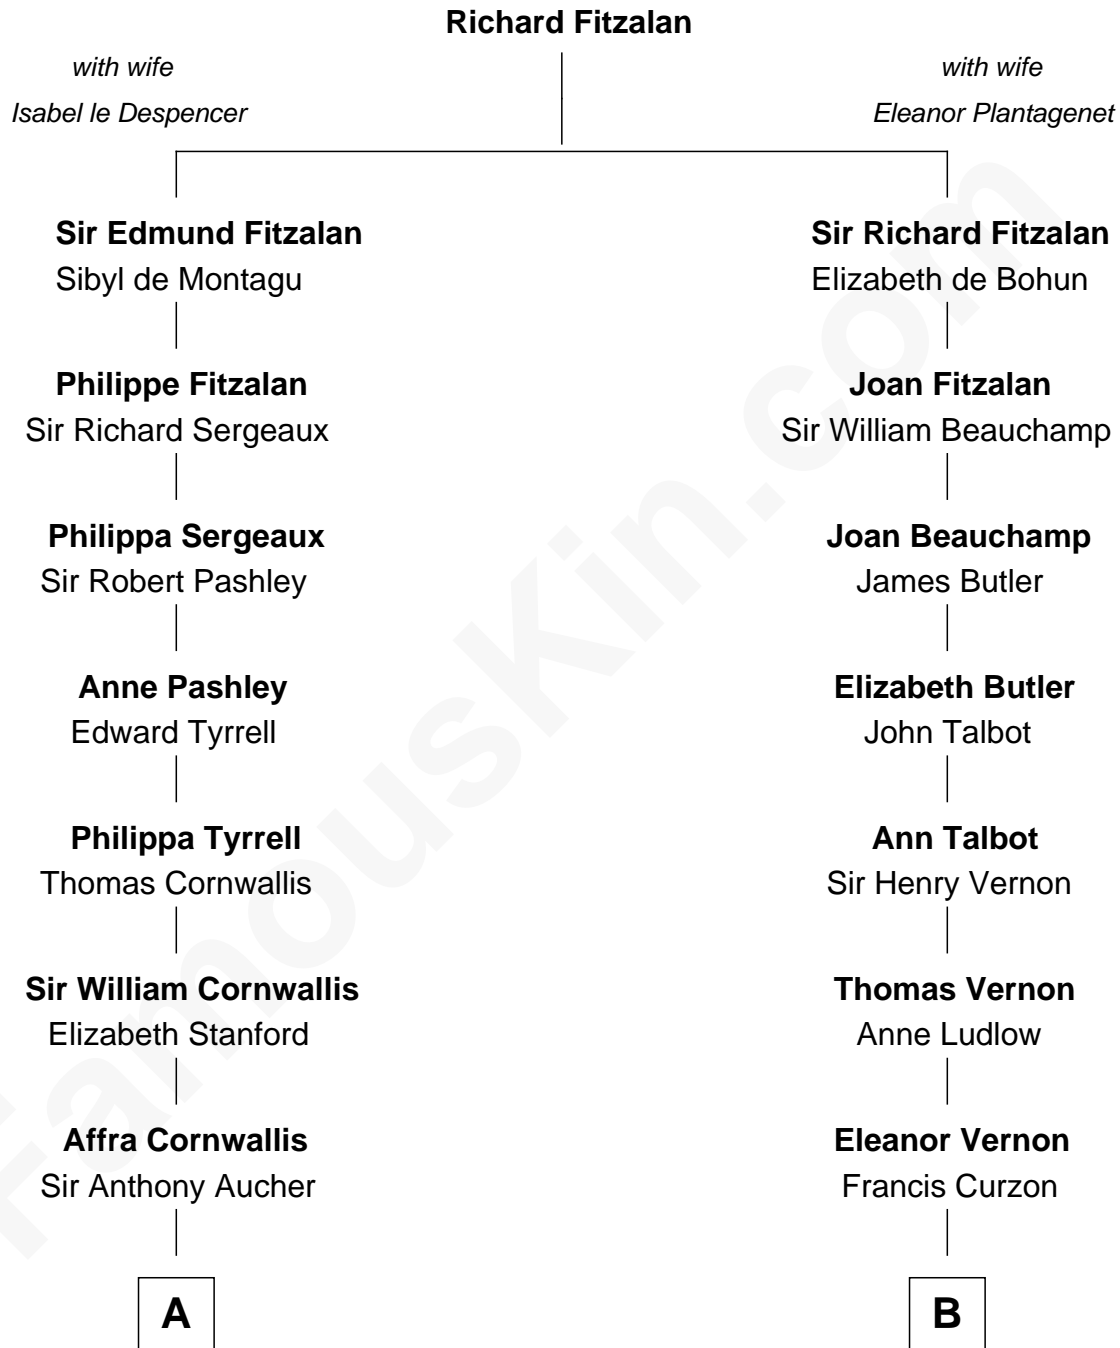 Richard Fitzalan
with wife
Isabel le Despencer
with wife
Eleanor Plantagenet
Sir Edmund Fitzalan
Sibyl de Montagu
Sir Richard Fitzalan
Elizabeth de Bohun
Philippe Fitzalan
Sir Richard Sergeaux
Joan Fitzalan
Sir William Beauchamp
Philippa Sergeaux
Sir Robert Pashley
Joan Beauchamp
James Butler
Anne Pashley
Edward Tyrrell
Elizabeth Butler
John Talbot
Philippa Tyrrell
Thomas Cornwallis
Ann Talbot
Sir Henry Vernon
Sir William Cornwallis
Elizabeth Stanford
Thomas Vernon
Anne Ludlow
Affra Cornwallis
Sir Anthony Aucher
Eleanor Vernon
Francis Curzon
A
B
FamousKin.com